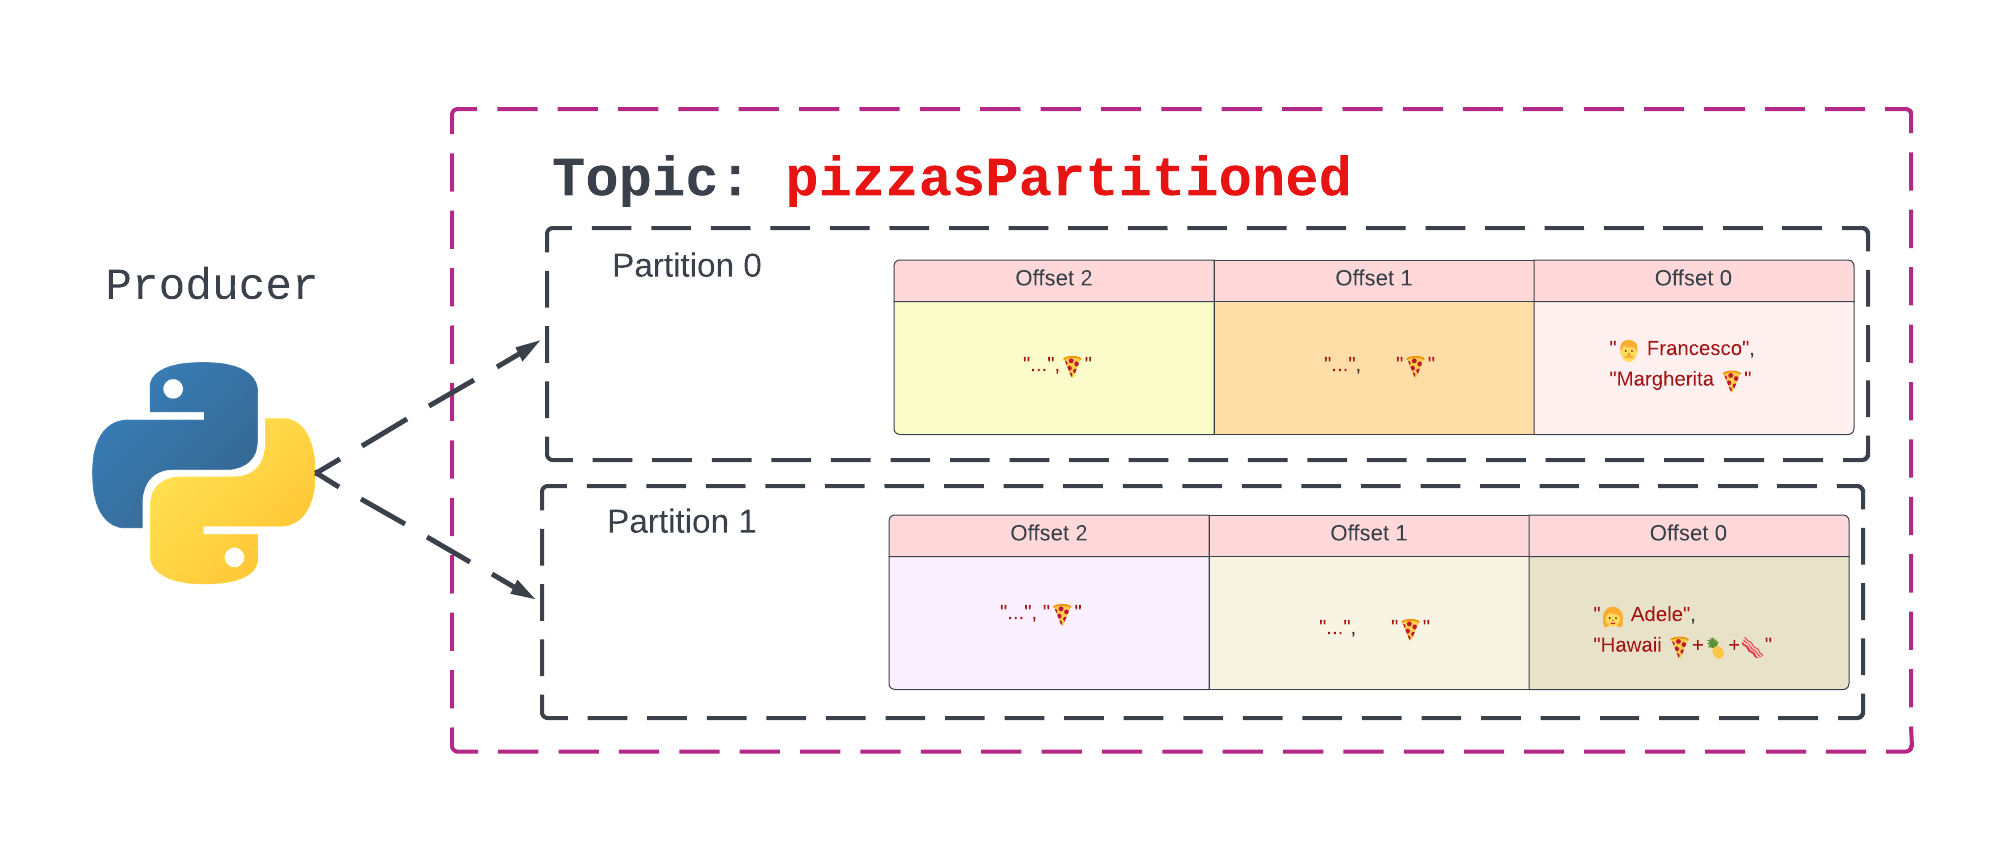 Topic: pizzasPartitioned
Producer
Partition 0
Offset 2
Offset 1
Offset 0
"...",🍕"
"...", "🍕"
"👨 Francesco",
"Margherita 🍕"
Partition 1
Offset 2
Offset 1
Offset 0
"...", "🍕"
"...", "🍕"
"👩 Adele",
"Hawaii 🍕+🍍+🥓"